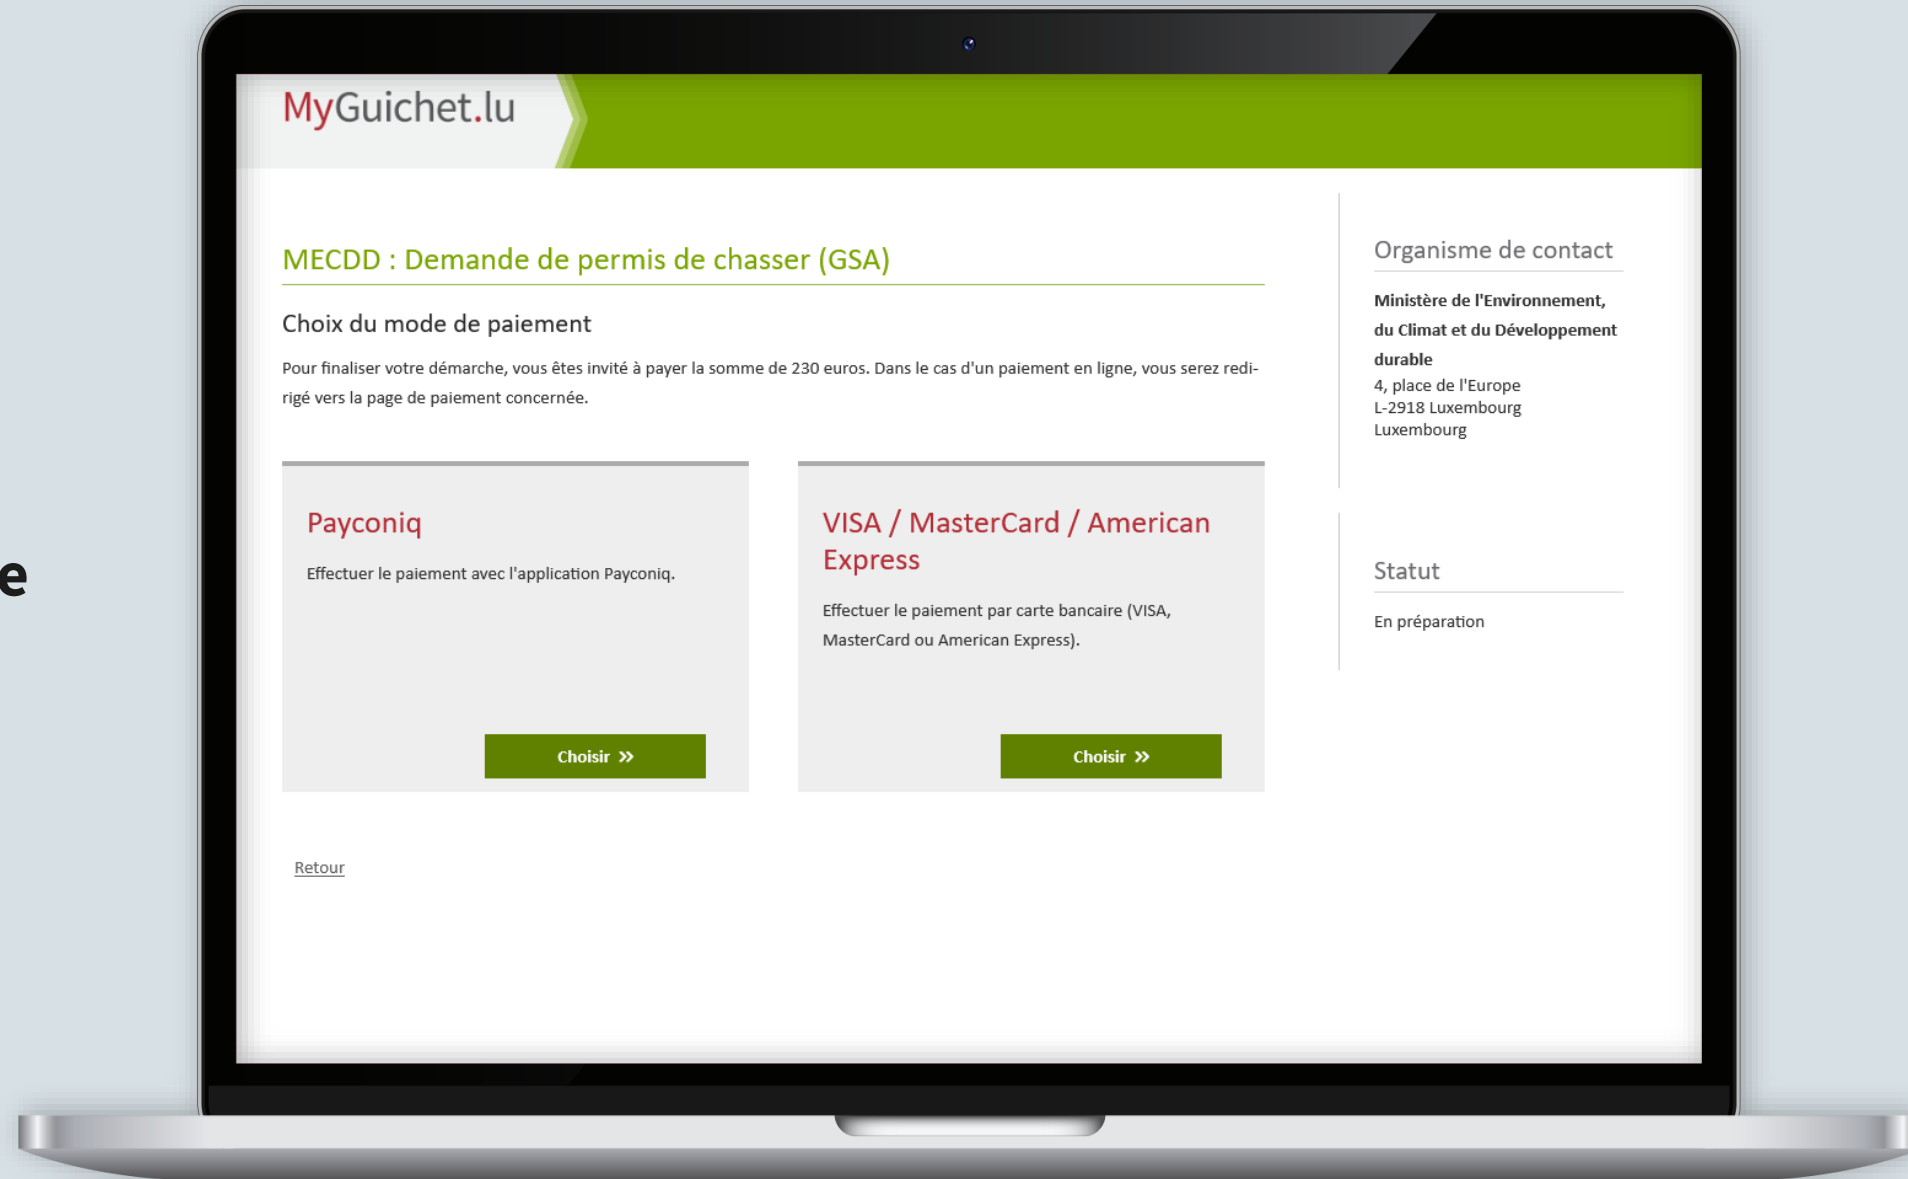 MyGuichet.lu
MECDD : Demande de permis de chasser (GSA)
Choix du mode de paiement
Pour finaliser votre démarche, vous êtes invité à payer la somme de 230 euros. Dans le cas d'un paiement en ligne, vous serez redi-
rigé vers la page de paiement concernée.
Payconiq
Effectuer le paiement avec l'application Payconiq.
Choisir »
VISA / MasterCard / American
Express
Effectuer le paiement par carte bancaire (VISA,
MasterCard ou American Express).
Choisir »
Retour
Organisme de contact
Ministère de l'Environnement,
du Climat et du Développement
durable
4, place de l'Europe
L-2918 Luxembourg
Luxembourg
Statut
En préparation
e